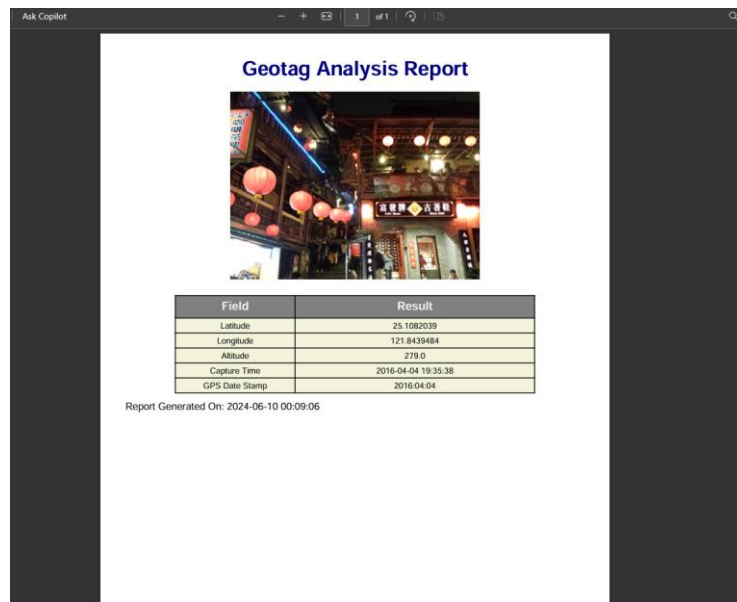 Ask Copilot
1 of 1
Geotag Analysis Report
Field Result
Latitude 25.1082039
Longitude 121.8439484
Altitude 279.0
Capture Time 2016-04-04 19:35:38
GPS Date Stamp 2016:04:04
Report Generated On: 2024-06-10 00:09:06